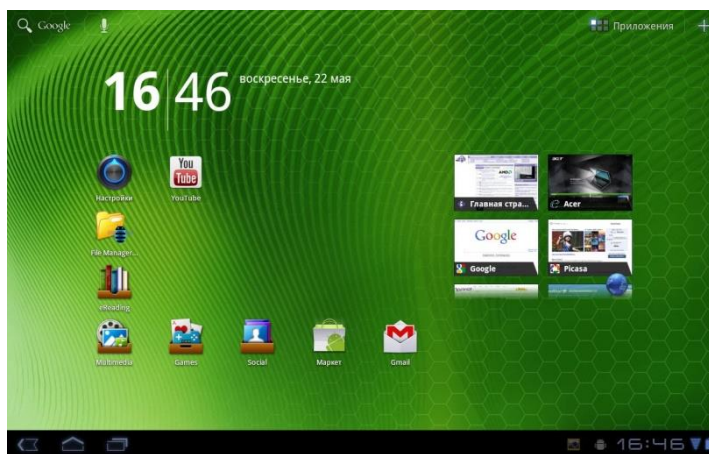 Google
Приложения
16 46
воскресенье, 22 мая
Настройки
You Tube
YouTube
File Manager...
eReading
Multimedia
Games
Social
Маркет
Gmail
Главная стра...
Acer
Google
Google
Picasa
16:46